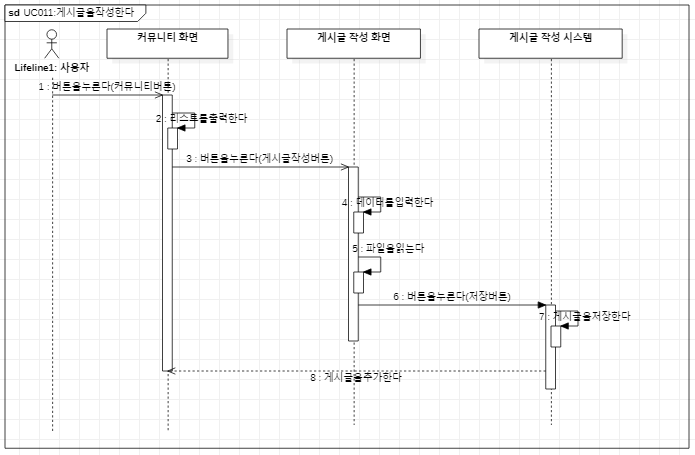 sd UC011:게시글을작성한다
커뮤니티 화면
게시글 작성 화면
게시글 작성 시스템
Lifeline1: 사용자
1 : 버튼을누른다(커뮤니티버튼)
2 : 리스트를출력한다
3 : 버튼을누른다(게시글작성버튼)
4 : 데이터를입력한다
5 : 파일을읽는다
6 : 버튼을누른다(저장버튼)
7 : 게시글을저장한다
8 : 게시글을추가한다